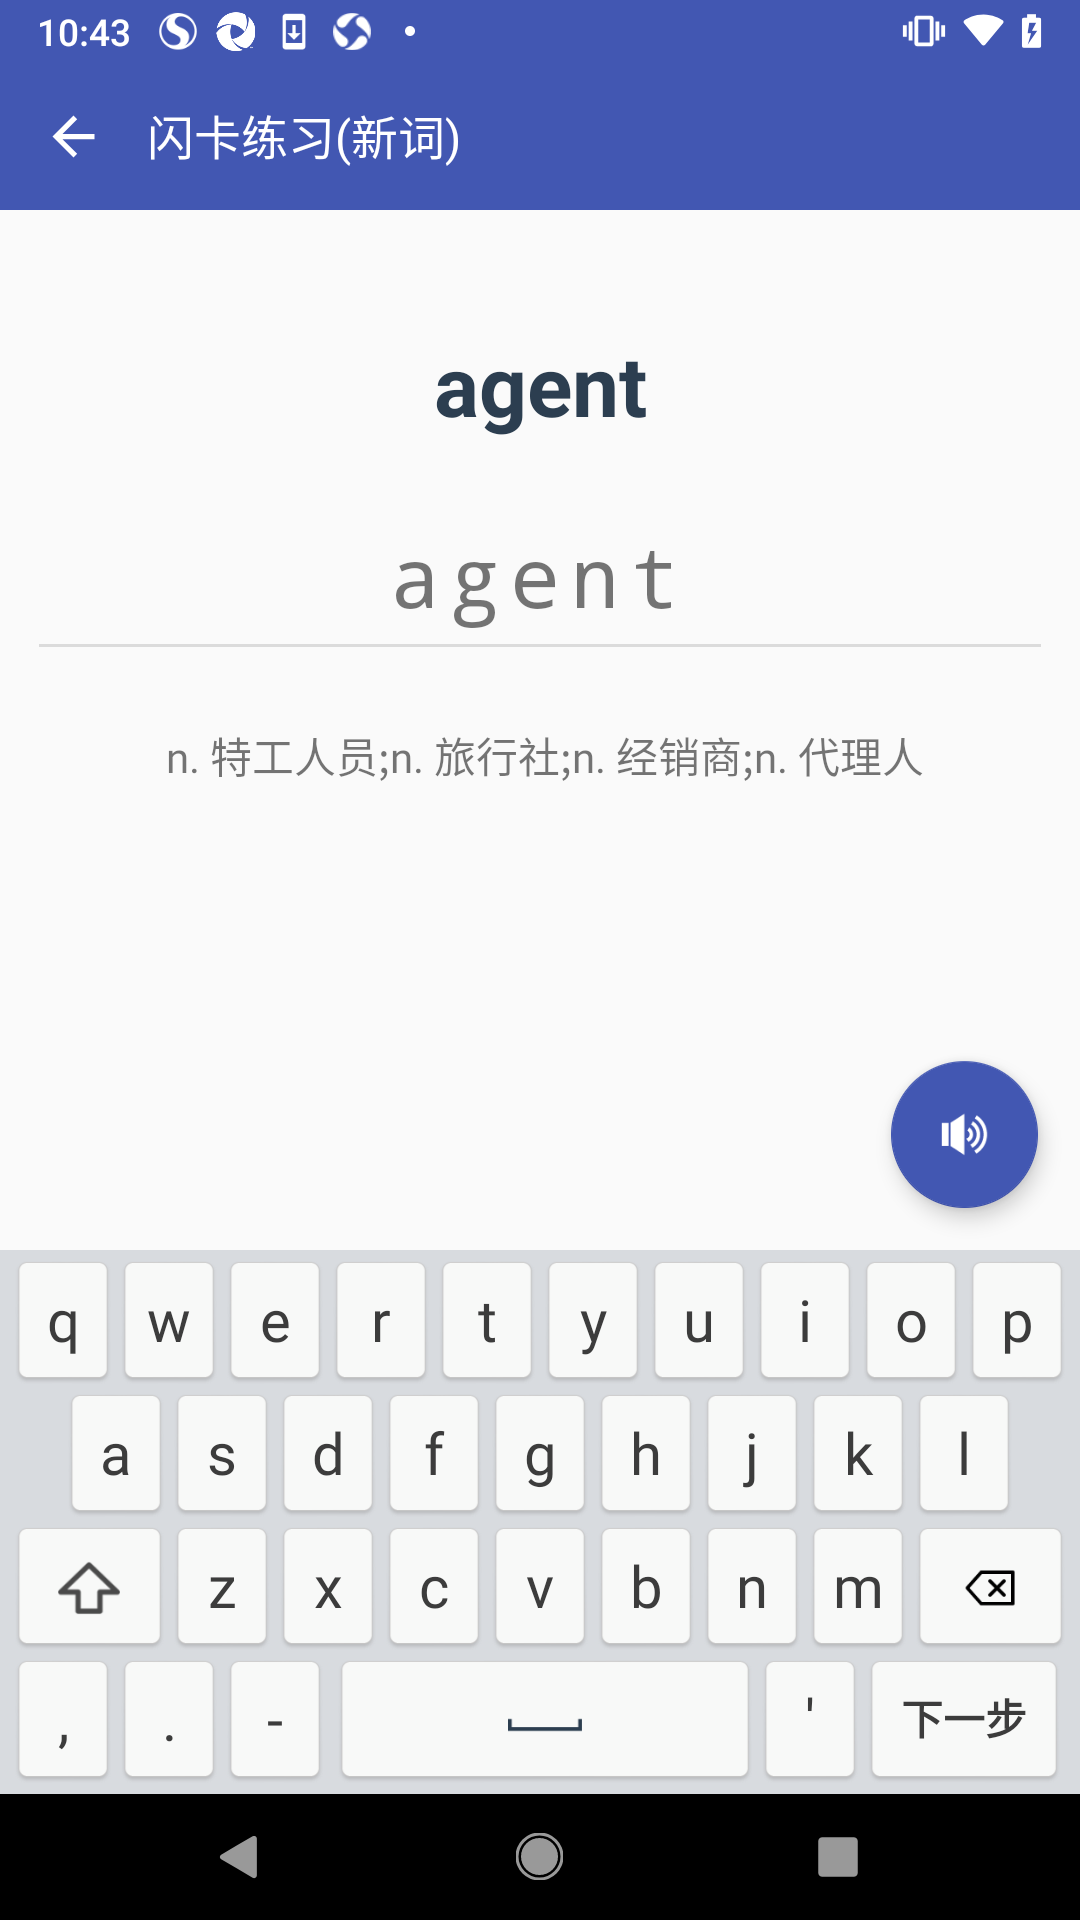 10:43
闪卡练习(新词)
agent
agent
n. 特工人员;n. 旅行社;n. 经销商;n. 代理人
q w e r t y u i o p
a s d f g h j k l
z x c v b n m
, . - ' 下一步